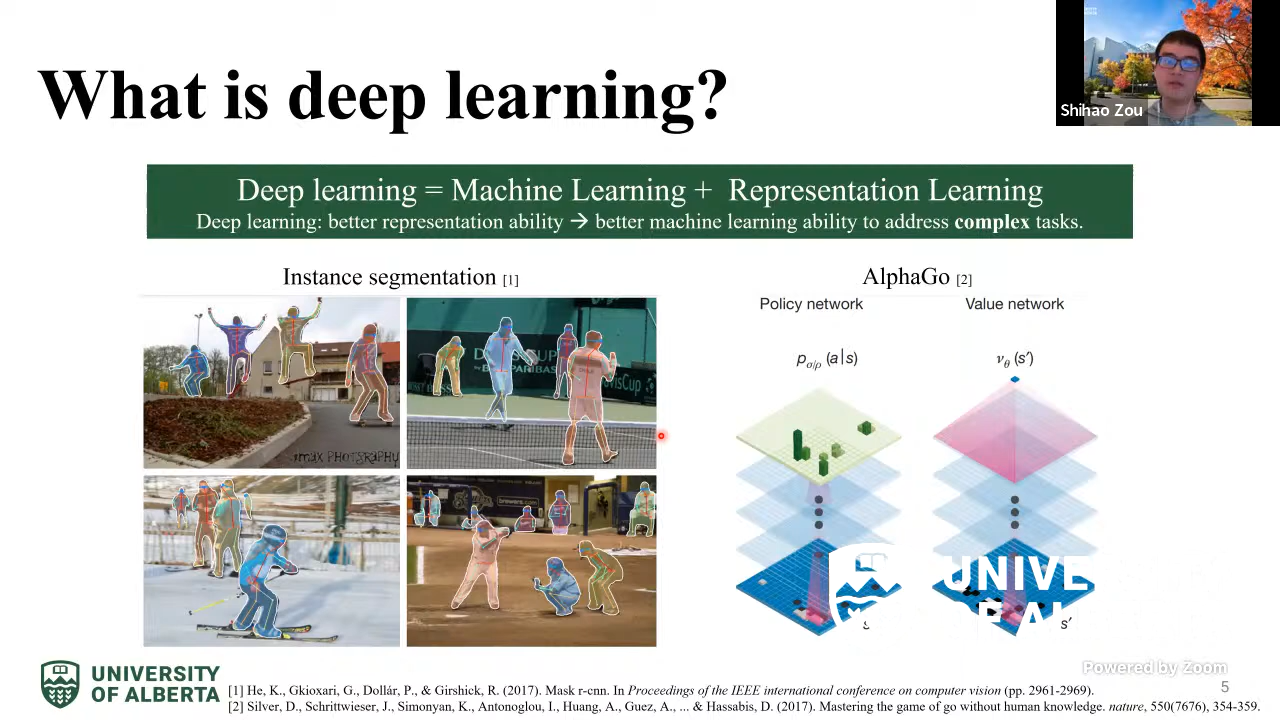 Shihao Zou
What is deep learning?
Deep learning = Machine Learning + Representation Learning
Deep learning: better representation ability → better machine learning ability to address complex tasks.
Instance segmentation [1]
AlphaGo [2]
Policy network
Value network
pσ/ρ (a|s)
νθ (s′)
s′
UNIVE
OF AL
Powered by Zoom
UNIVERSITY
OF ALBERTA
[1] He, K., Gkioxari, G., Dollár, P., & Girshick, R. (2017). Mask r-cnn. In Proceedings of the IEEE international conference on computer vision (pp. 2961-2969).
[2] Silver, D., Schrittwieser, J., Simonyan, K., Antonoglou, I., Huang, A., Guez, A., ... & Hassabis, D. (2017). Mastering the game of go without human knowledge. nature, 550(7676), 354-359.
5